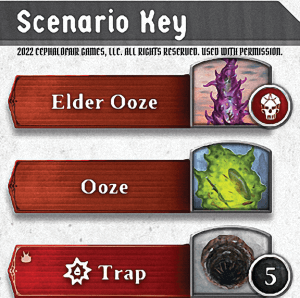 Scenario Key
2022 CEPHALOFAIR GAMES, LLC. ALL RIGHTS RESERVED. USED WITH PERMISSION.
Elder Ooze
Ooze
Trap
5